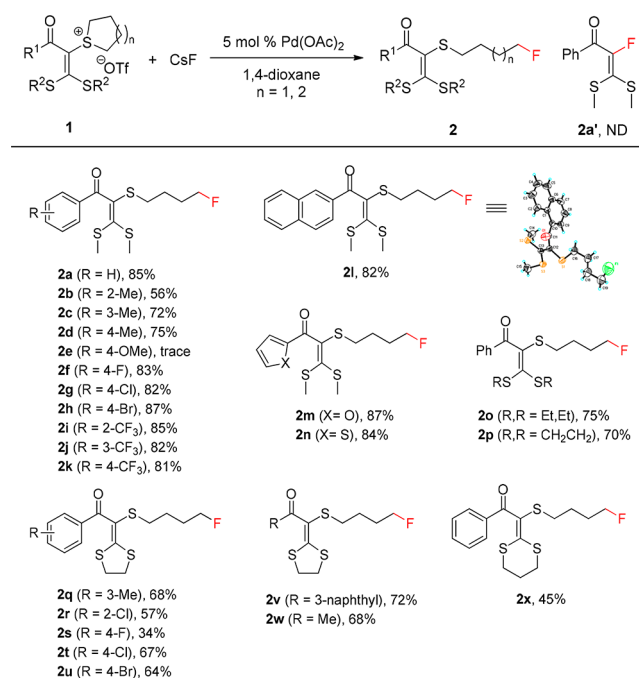 O
R¹
S
⊕
n
⊖OTf
R²S SR²
1
+ CsF
5 mol % Pd(OAc)₂
1,4-dioxane
n = 1, 2
O
R¹
S
n
F
R²S SR²
2
O
Ph
F
S S
2a', ND
O
R
S
F
S S
2a (R = H), 85%
2b (R = 2-Me), 56%
2c (R = 3-Me), 72%
2d (R = 4-Me), 75%
2e (R = 4-OMe), trace
2f (R = 4-F), 83%
2g (R = 4-Cl), 82%
2h (R = 4-Br), 87%
2i (R = 2-CF₃), 85%
2j (R = 3-CF₃), 82%
2k (R = 4-CF₃), 81%
O
S
F
S S
2l, 82%
O
X
S
F
S S
2m (X= O), 87%
2n (X= S), 84%
O
Ph
S
F
RS SR
2o (R,R = Et,Et), 75%
2p (R,R = CH₂CH₂), 70%
O
R
S
F
S S
2q (R = 3-Me), 68%
2r (R = 2-Cl), 57%
2s (R = 4-F), 34%
2t (R = 4-Cl), 67%
2u (R = 4-Br), 64%
O
R
S
F
S S
2v (R = 3-naphthyl), 72%
2w (R = Me), 68%
O
S
F
S S
2x, 45%